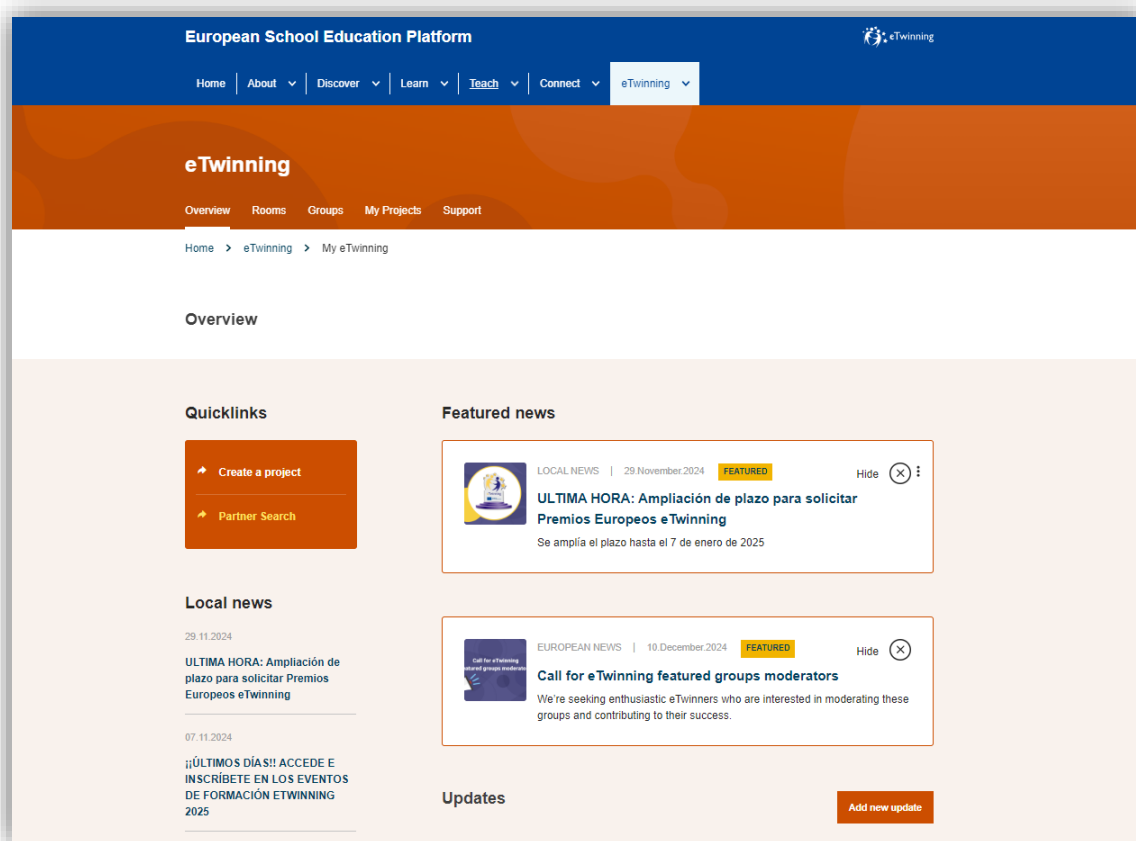 European School Education Platform
eTwinning
Home About Discover Learn Teach Connect eTwinning
eTwinning
Overview Rooms Groups My Projects Support
Home > eTwinning > My eTwinning
Overview
Quicklinks
Create a project
Partner Search
Local news
29.11.2024
ULTIMA HORA: Ampliación de
plazo para solicitar Premios
Europeos eTwinning
07.11.2024
¡¡ÚLTIMOS DÍAS!! ACCEDE E
INSCRÍBETE EN LOS EVENTOS
DE FORMACIÓN ETWINNING
2025
Featured news
LOCAL NEWS | 29.November.2024 FEATURED
Hide
ULTIMA HORA: Ampliación de plazo para solicitar
Premios Europeos eTwinning
Se amplía el plazo hasta el 7 de enero de 2025
Call for eTwinning
featured groups moderators
EUROPEAN NEWS | 10.December.2024 FEATURED
Hide
Call for eTwinning featured groups moderators
We're seeking enthusiastic eTwinners who are interested in moderating these
groups and contributing to their success.
Updates
Add new update